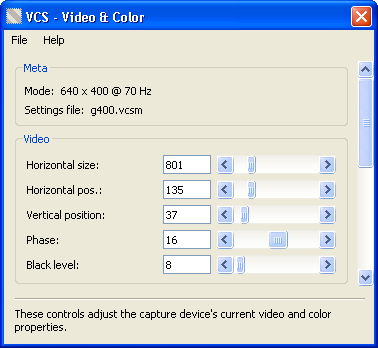 VCS - Video & Color
File Help
Meta
Mode: 640 x 400 @ 70 Hz
Settings file: g400.vcsm
Video
Horizontal size: 801
Horizontal pos.: 135
Vertical position: 37
Phase: 16
Black level: 8
These controls adjust the capture device's current video and color
properties.